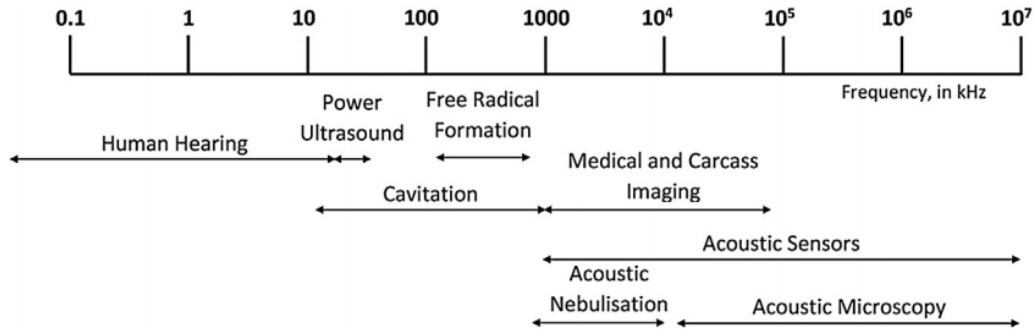 0.1 1 10 100 1000 10⁴ 10⁵ 10⁶ 10⁷
Frequency, in kHz
Power
Ultrasound
Free Radical
Formation
Human Hearing
Medical and Carcass
Imaging
Cavitation
Acoustic Sensors
Acoustic
Nebulisation
Acoustic Microscopy